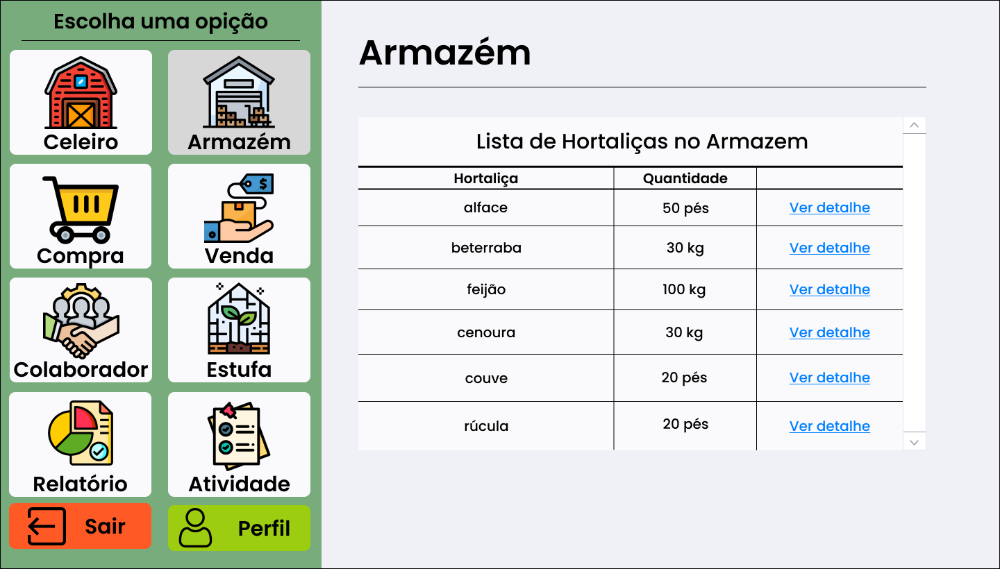 Escolha uma opição
Celeiro
Armazém
Compra
Venda
Colaborador
Estufa
Relatório
Atividade
Sair
Perfil
Armazém
Lista de Hortaliças no Armazem
Hortaliça Quantidade
alface 50 pés Ver detalhe
beterraba 30 kg Ver detalhe
feijão 100 kg Ver detalhe
cenoura 30 kg Ver detalhe
couve 20 pés Ver detalhe
rúcula 20 pés Ver detalhe